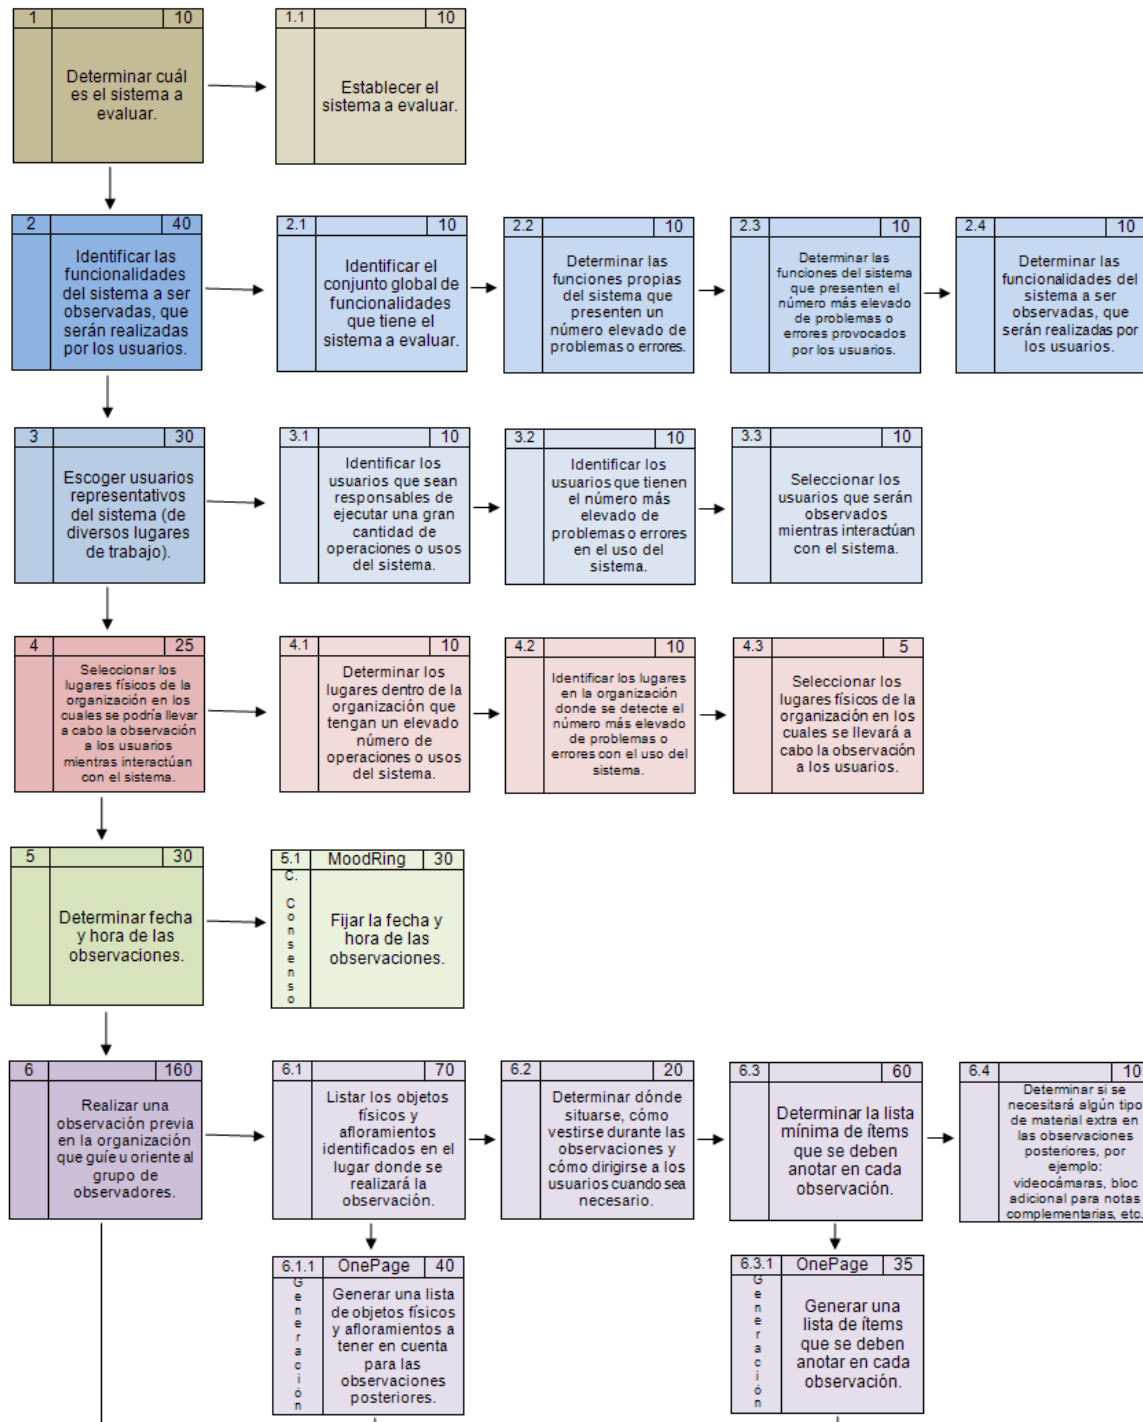 1 10
Determinar cuál
es el sistema a
evaluar.
1.1 10
Establecer el
sistema a evaluar.
2 40
Identificar las
funcionalidades
del sistema a ser
observadas, que
serán realizadas
por los usuarios.
2.1 10
Identificar el
conjunto global de
funcionalidades
que tiene el
sistema a evaluar.
2.2 10
Determinar las
funciones propias
del sistema que
presenten un
número elevado de
problemas o errores.
2.3 10
Determinar las
funciones del sistema
que presenten el
número más elevado
de problemas o
errores provocados
por los usuarios.
2.4 10
Determinar las
funcionalidades del
sistema a ser
observadas, que
serán realizadas por
los usuarios.
3 30
Escoger usuarios
representativos
del sistema (de
diversos lugares
de trabajo).
3.1 10
Identificar los
usuarios que sean
responsables de
ejecutar una gran
cantidad de
operaciones o usos
del sistema.
3.2 10
Identificar los
usuarios que tienen
el número más
elevado de
problemas o errores
en el uso del
sistema.
3.3 10
Seleccionar los
usuarios que serán
observados
mientras interactúan
con el sistema.
4 25
Seleccionar los
lugares físicos de la
organización en los
cuales se podría llevar
a cabo la observación
a los usuarios
mientras interactúan
con el sistema.
4.1 10
Determinar los
lugares dentro de la
organización que
tengan un elevado
número de
operaciones o usos
del sistema.
4.2 10
Identificar los lugares
en la organización
donde se detecte el
número más elevado
de problemas o
errores con el uso del
sistema.
4.3 5
Seleccionar los
lugares físicos de la
organización en los
cuales se llevará a
cabo la observación
a los usuarios.
5 30
Determinar fecha
y hora de las
observaciones.
5.1 MoodRing 30
C. Consenso
Fijar la fecha y
hora de las
observaciones.
6 160
Realizar una
observación previa
en la organización
que guíe u oriente al
grupo de
observadores.
6.1 70
Listar los objetos
físicos y
afloramientos
identificados en el
lugar donde se
realizará la
observación.
6.2 20
Determinar dónde
situarse, cómo
vestirse durante las
observaciones y
cómo dirigirse a los
usuarios cuando sea
necesario.
6.3 60
Determinar la lista
mínima de ítems
que se deben
anotar en cada
observación.
6.4 10
Determinar si se
necesitará algún tipo
de material extra en
las observaciones
posteriores, por
ejemplo:
videocámaras, bloc
adicional para notas
complementarias, etc.
6.1.1 OnePage 40
Generación
Generar una lista
de objetos físicos
y afloramientos a
tener en cuenta
para las
observaciones
posteriores.
6.3.1 OnePage 35
Generación
Generar una
lista de ítems
que se deben
anotar en cada
observación.